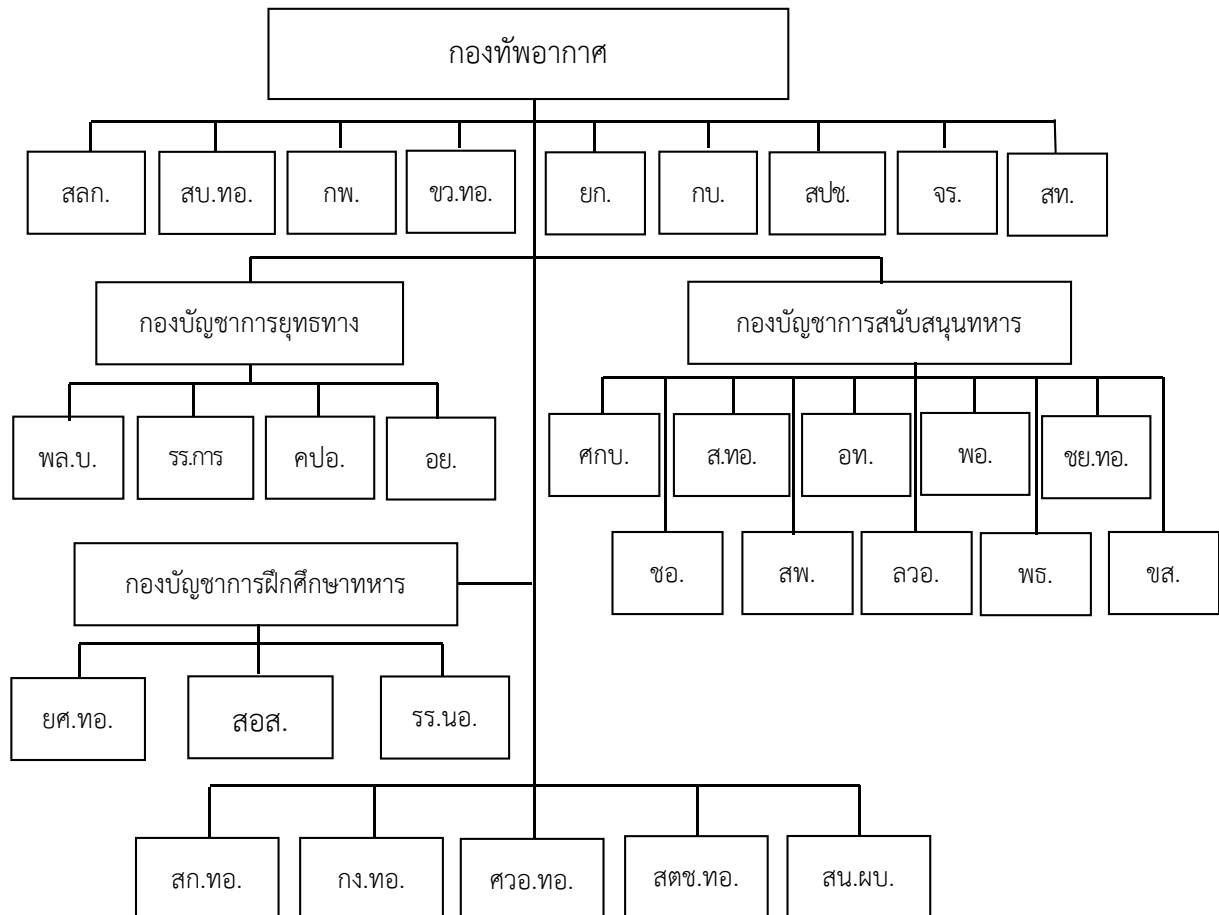 กองทัพอากาศ
สลก.
สบ.ทอ.
กพ.
ขว.ทอ.
ยก.
กบ.
สปช.
จร.
สท.
กองบัญชาการยุทธทาง
กองบัญชาการสนับสนุนทหาร
พล.บ.
รร.การ
คปอ.
อย.
ศกบ.
ส.ทอ.
อท.
พอ.
ชย.ทอ.
ชอ.
สพ.
ลวอ.
พธ.
ขส.
กองบัญชาการฝึกศึกษาทหาร
ยศ.ทอ.
สอส.
รร.นอ.
สก.ทอ.
กง.ทอ.
ศวอ.ทอ.
สตช.ทอ.
สน.ผบ.